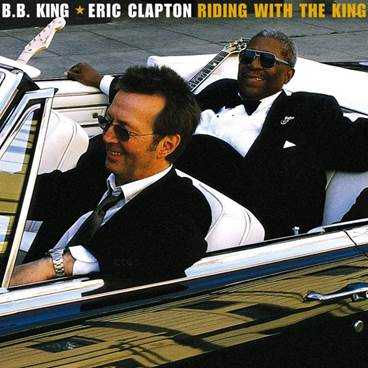 B.B. KING ★ ERIC CLAPTON RIDING WITH THE KING